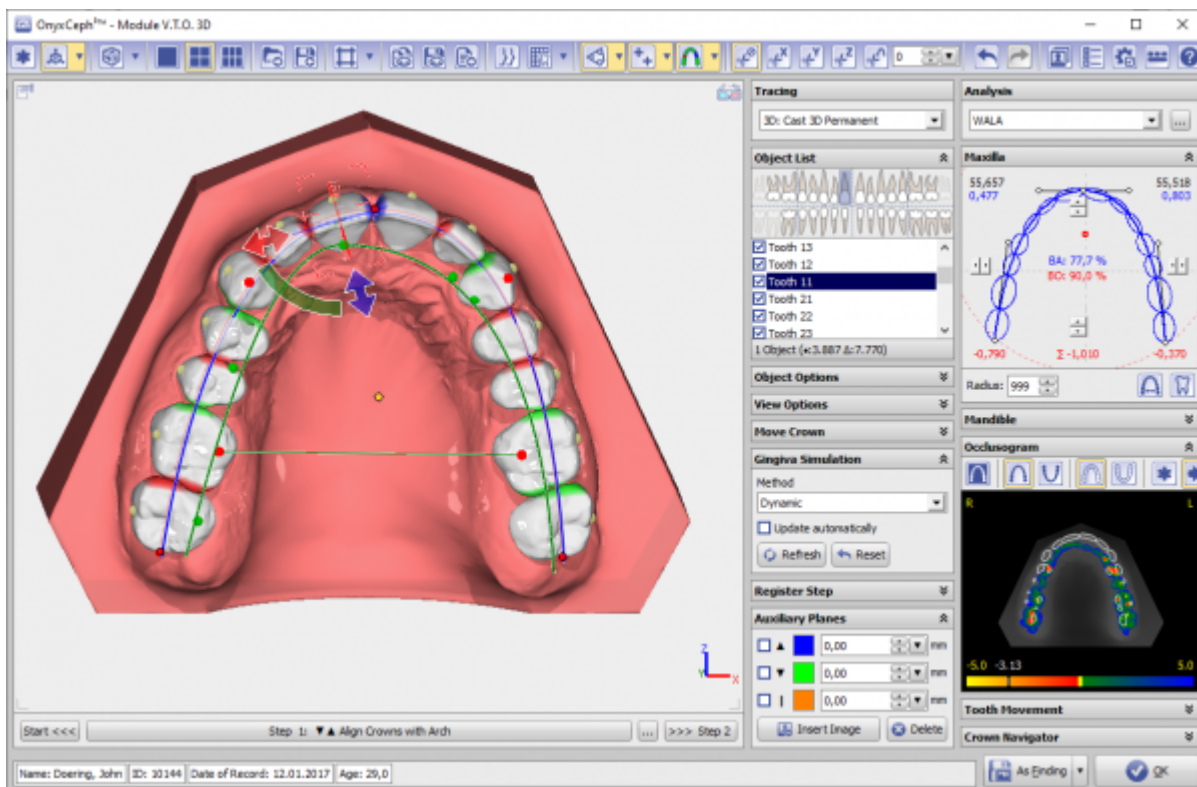 OnyxCeph³™ - Module V.T.O. 3D
0
Tracing
3D: Cast 3D Permanent
Object List
Tooth 13
Tooth 12
Tooth 11
Tooth 21
Tooth 22
Tooth 23
Object Options
View Options
Move Crown
Gingiva Simulation
Method
Dynamic
Update automatically
Refresh
Reset
Register Step
Auxiliary Planes
0,00 mm
0,00 mm
0,00 mm
Insert Image
Delete
Analysis
WALA
...
Maxilla
55,657
55,518
0,477
0,803
BA: 77,7 %
BO: 90,0 %
-0,790
Σ -1,010
-0,370
Radius: 999
Mandible
Occlusogram
R
L
-5.0
-3.13
5.0
Tooth Movement
Crown Navigator
Z
Y
X
Start <<<
Step 1: ▼▲ Align Crowns with Arch
...
>>> Step 2
Name: Doering, John
ID: 10144
Date of Record: 12.01.2017
Age: 29,0
As Finding
OK